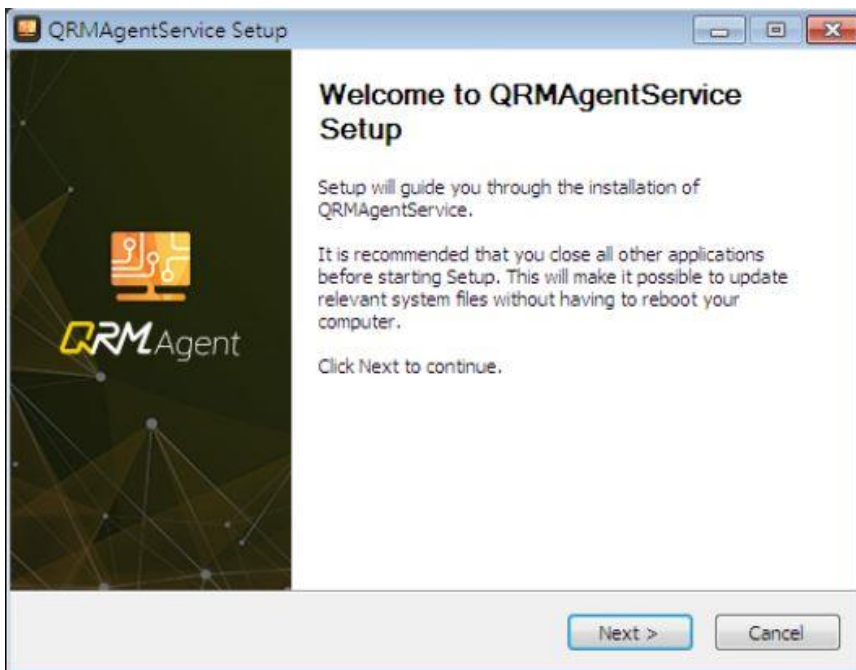 QRMAgentService Setup
Welcome to QRMAgentService
Setup
Setup will guide you through the installation of
QRMAgentService.
It is recommended that you close all other applications
before starting Setup. This will make it possible to update
relevant system files without having to reboot your
computer.
Click Next to continue.
QRM Agent
Next >
Cancel